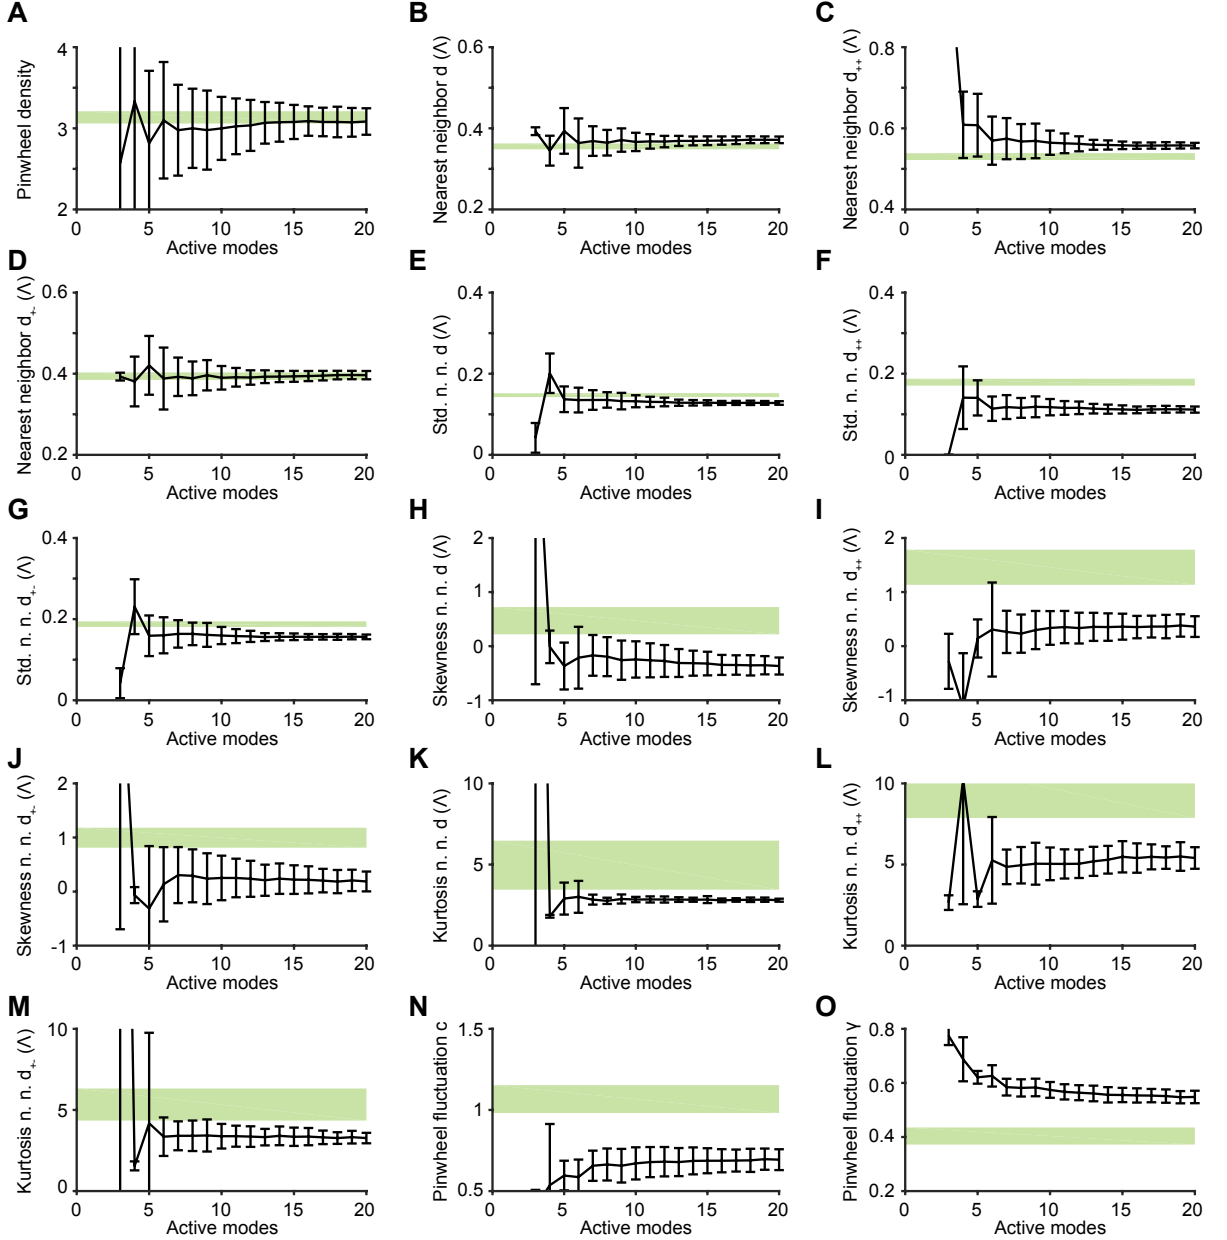 A
Pinwheel density
4
3
2
0 5 10 15 20
Active modes
B
Nearest neighbor d (Λ)
0.6
0.4
0.2
0 5 10 15 20
Active modes
C
Nearest neighbor d₊₊ (Λ)
0.8
0.6
0.4
0 5 10 15 20
Active modes
D
Nearest neighbor d₊₋ (Λ)
0.6
0.4
0.2
0 5 10 15 20
Active modes
E
Std. n. n. d (Λ)
0.4
0.2
0
0 5 10 15 20
Active modes
F
Std. n. n. d₊₊ (Λ)
0.4
0.2
0
0 5 10 15 20
Active modes
G
Std. n. n. d₊₋ (Λ)
0.4
0.2
0
0 5 10 15 20
Active modes
H
Skewness n. n. d (Λ)
2
1
0
-1
0 5 10 15 20
Active modes
I
Skewness n. n. d₊₊ (Λ)
2
1
0
-1
0 5 10 15 20
Active modes
J
Skewness n. n. d₊₋ (Λ)
2
1
0
-1
0 5 10 15 20
Active modes
K
Kurtosis n. n. d (Λ)
10
5
0
0 5 10 15 20
Active modes
L
Kurtosis n. n. d₊₊ (Λ)
10
5
0
0 5 10 15 20
Active modes
M
Kurtosis n. n. d₊₋ (Λ)
10
5
0
0 5 10 15 20
Active modes
N
Pinwheel fluctuation c
1.5
1
0.5
0 5 10 15 20
Active modes
O
Pinwheel fluctuation γ
0.8
0.6
0.4
0.2
0 5 10 15 20
Active modes